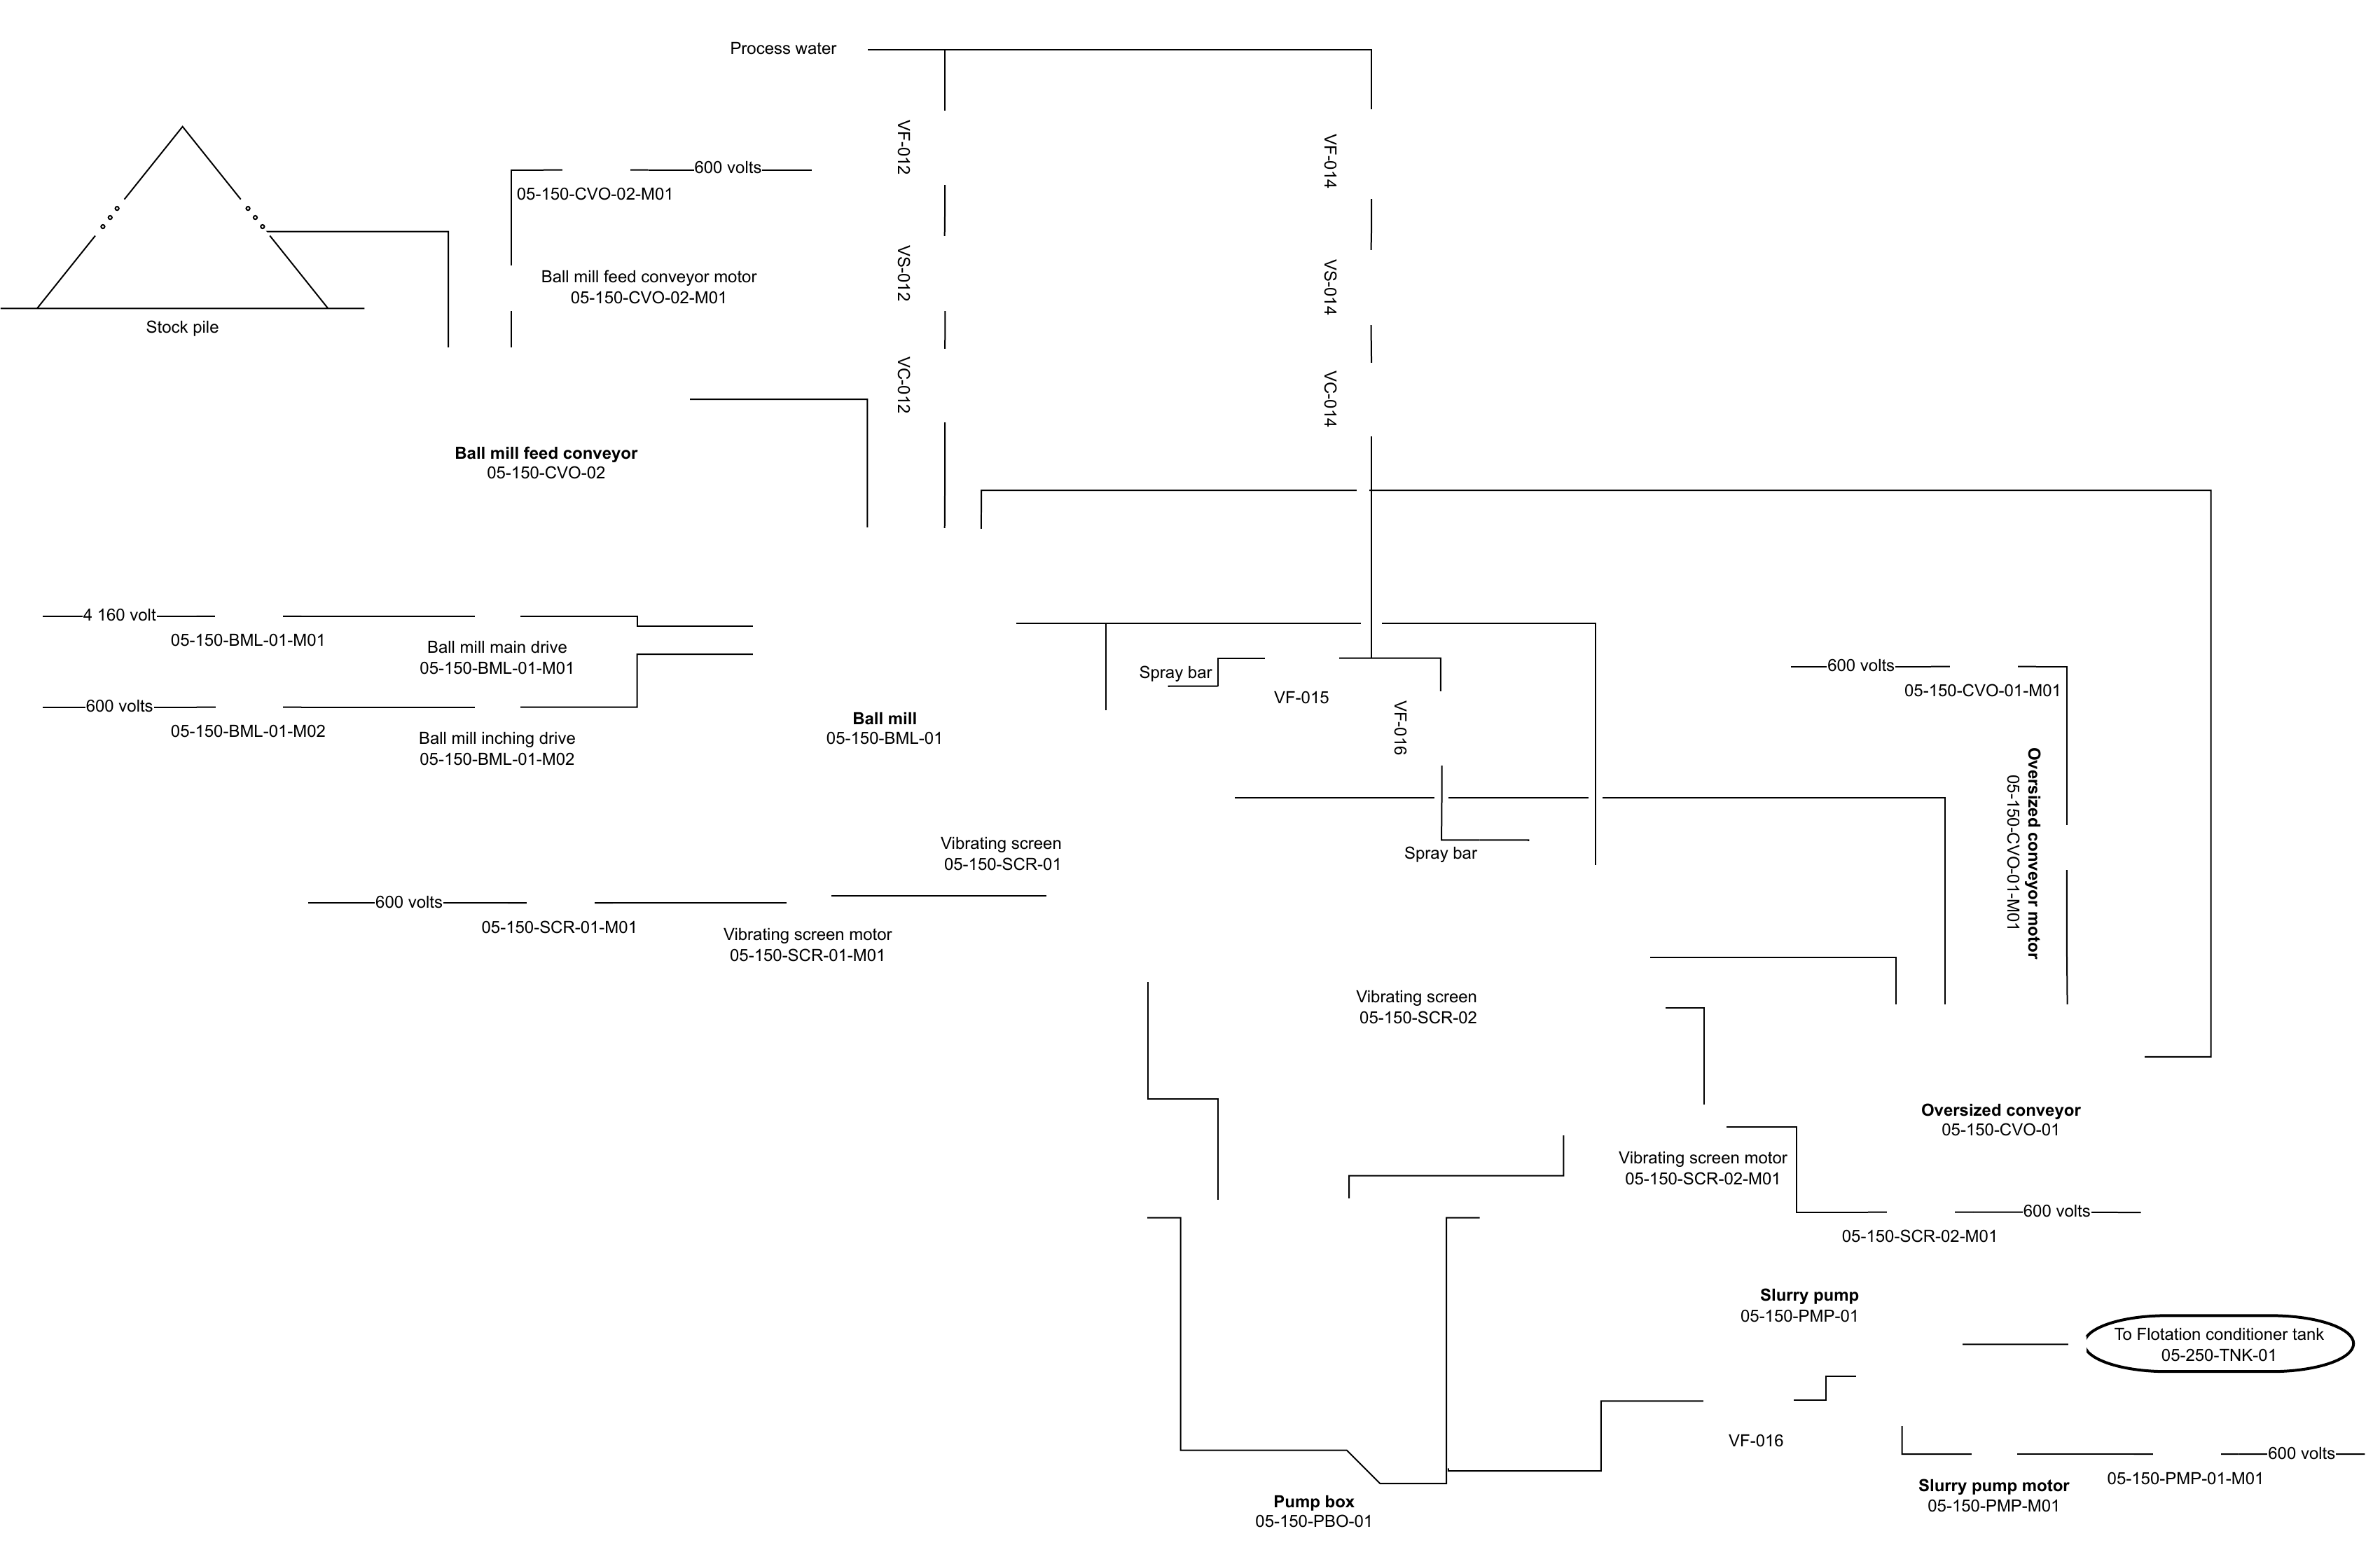 Process water
VF-012
VF-014
600 volts
05-150-CVO-02-M01
VS-012
VS-014
Ball mill feed conveyor motor
05-150-CVO-02-M01
Stock pile
VC-012
VC-014
Ball mill feed conveyor
05-150-CVO-02
4 160 volt
05-150-BML-01-M01
Ball mill main drive
05-150-BML-01-M01
600 volts
05-150-BML-01-M02
Ball mill inching drive
05-150-BML-01-M02
Ball mill
05-150-BML-01
Spray bar
VF-015
VF-016
600 volts
05-150-CVO-01-M01
Oversized conveyor motor
05-150-CVO-01-M01
Spray bar
Vibrating screen
05-150-SCR-01
600 volts
05-150-SCR-01-M01
Vibrating screen motor
05-150-SCR-01-M01
Vibrating screen
05-150-SCR-02
Oversized conveyor
05-150-CVO-01
Vibrating screen motor
05-150-SCR-02-M01
600 volts
05-150-SCR-02-M01
Slurry pump
05-150-PMP-01
To Flotation conditioner tank
05-250-TNK-01
VF-016
600 volts
05-150-PMP-01-M01
Slurry pump motor
05-150-PMP-M01
Pump box
05-150-PBO-01